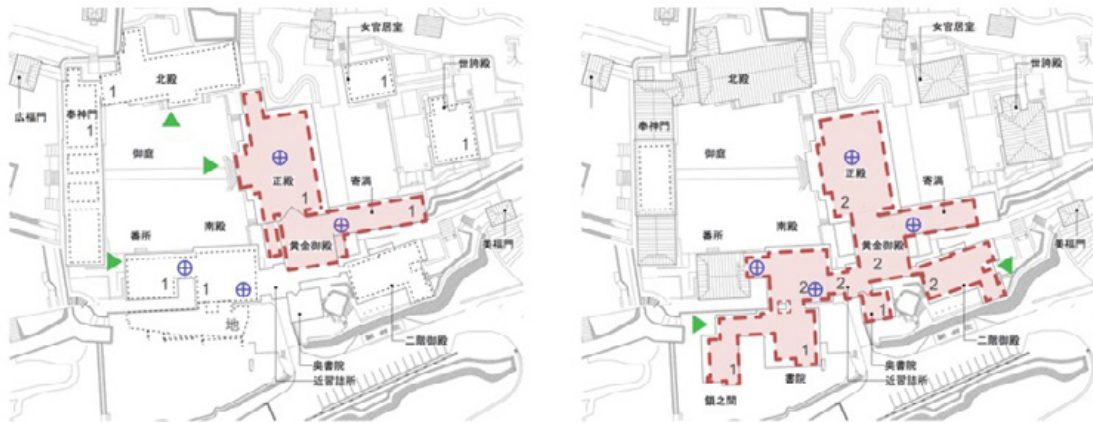 女官居室
世誇殿
北殿
1
広福門
奉神門
1
1
御庭
正殿
寄満
1
1
番所
南殿
黄金御殿
1
1
地
二階御殿
奥書院
近習詰所
女官居室
世誇殿
北殿
奉神門
御庭
正殿
寄満
2
番所
南殿
黄金御殿
美福門
2
2
2
2
1
二階御殿
1
1
奥書院
近習詰所
書院
鎖之間